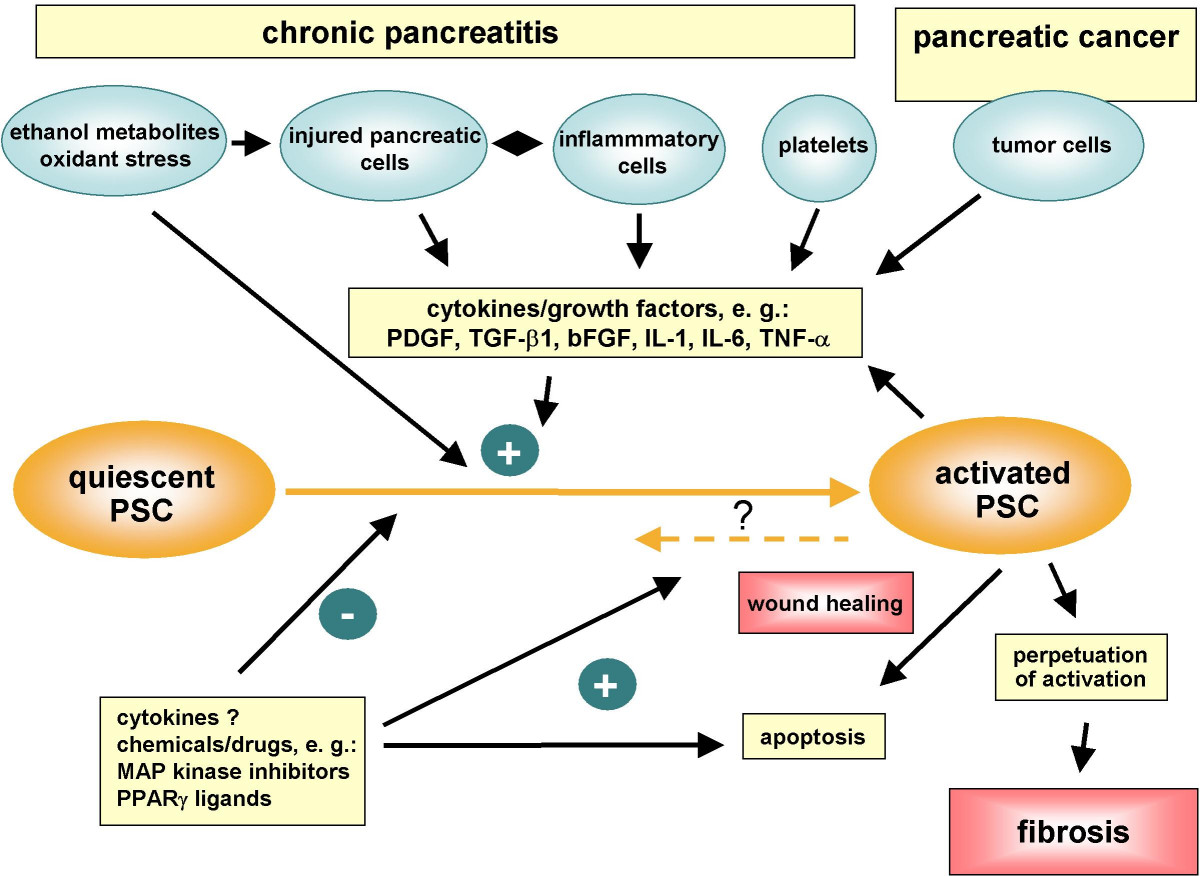 chronic pancreatitis
pancreatic cancer
ethanol metabolites
oxidant stress
injured pancreatic
cells
inflammmatory
cells
platelets
tumor cells
cytokines/growth factors, e. g.:
PDGF, TGF-β1, bFGF, IL-1, IL-6, TNF-α
+
quiescent
PSC
activated
PSC
?
-
wound healing
+
perpetuation
of activation
cytokines ?
chemicals/drugs, e. g.:
MAP kinase inhibitors
PPARγ ligands
apoptosis
fibrosis